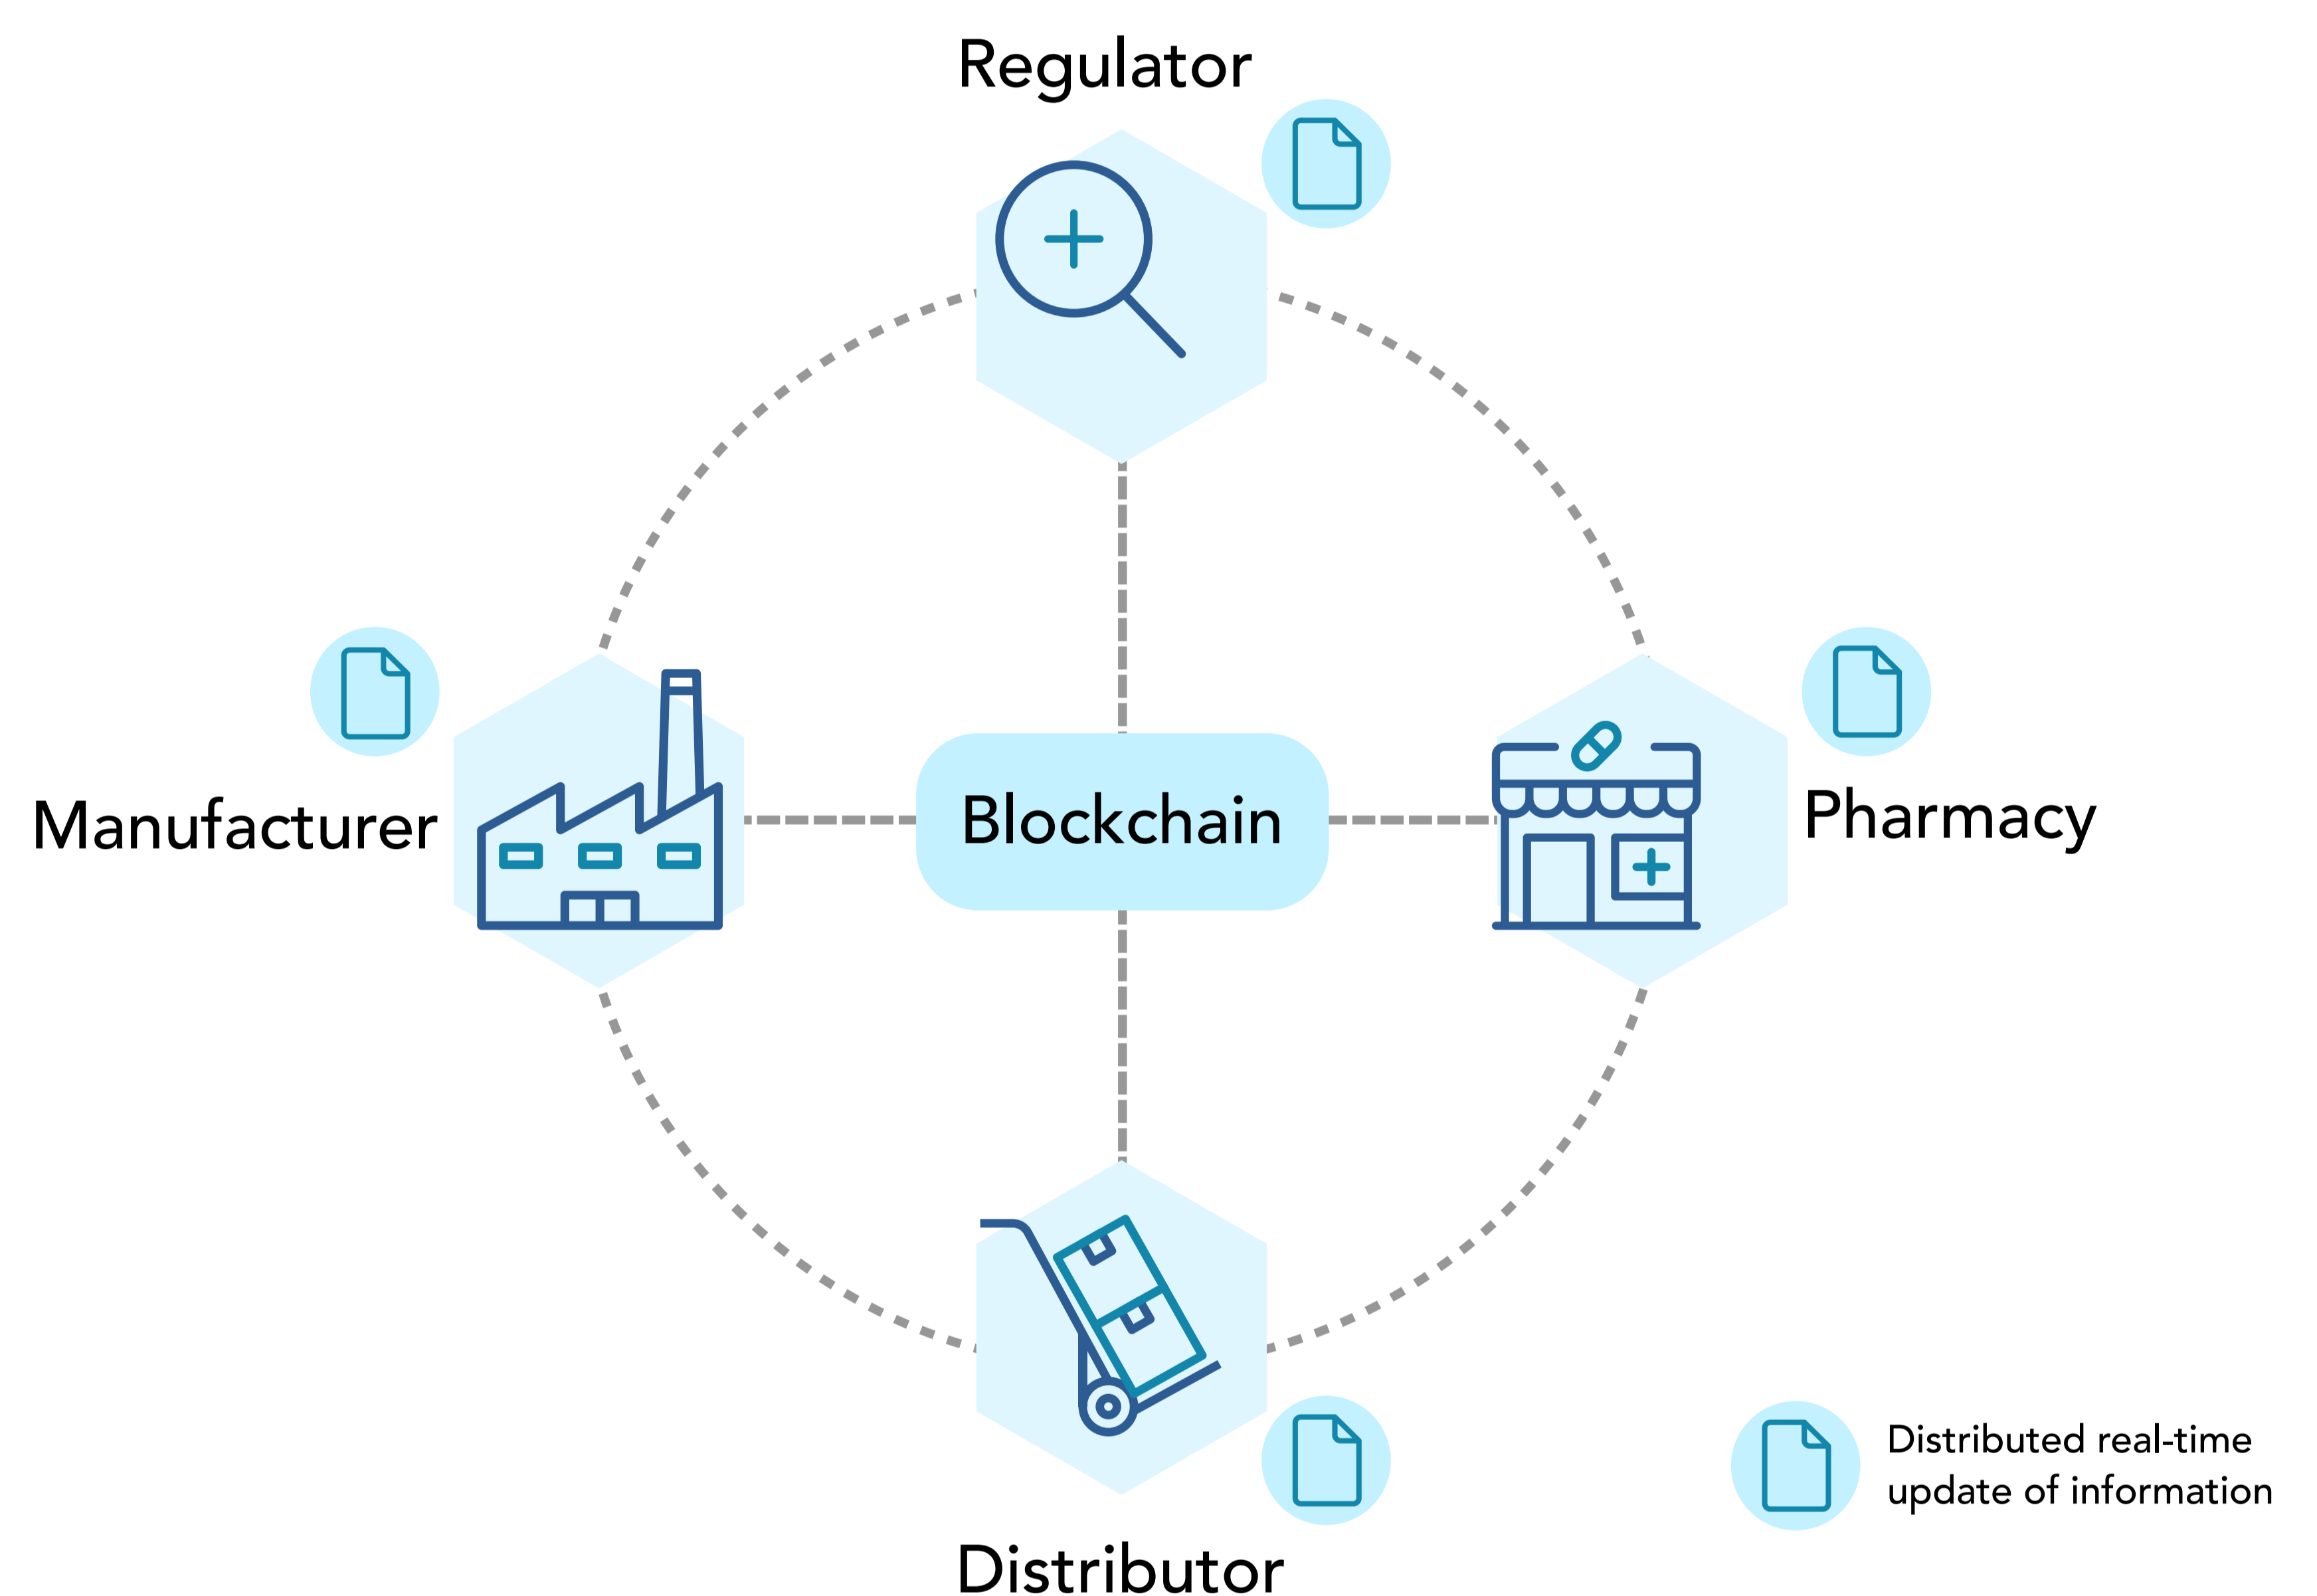 Regulator
Manufacturer
Blockchain
Pharmacy
Distributed real-time
update of information
Distributor